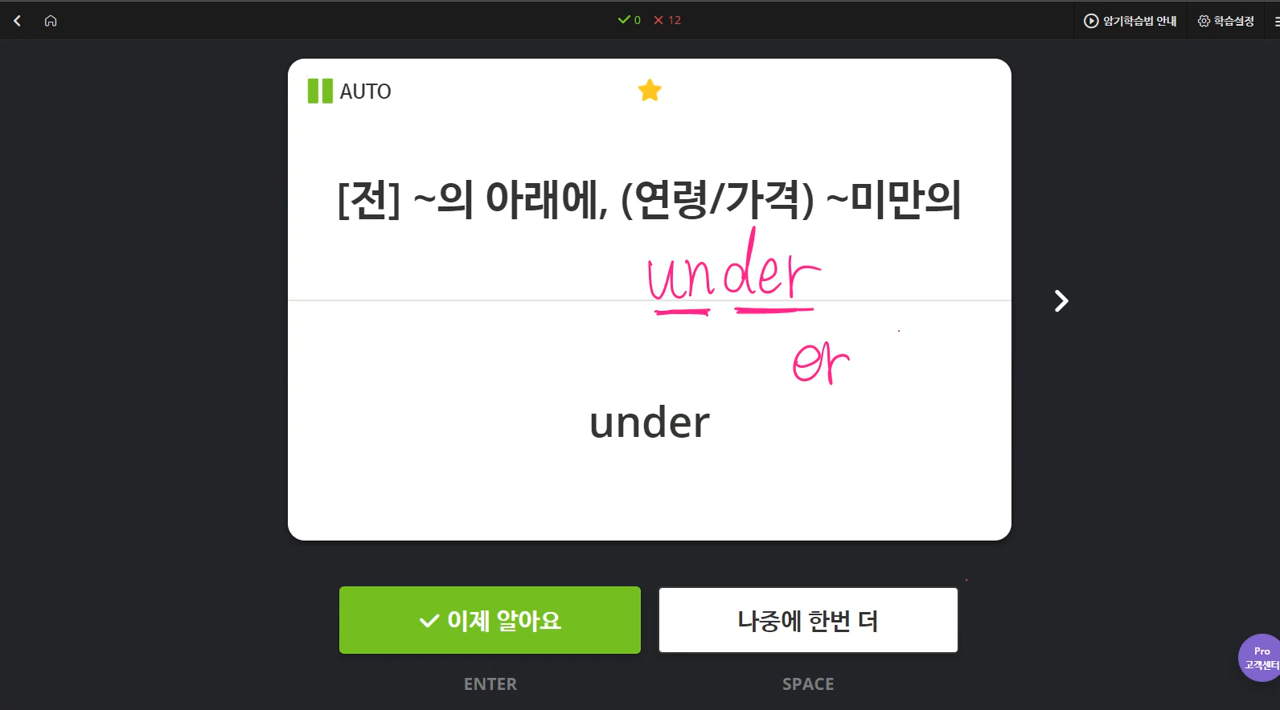 0 12
암기학습법 안내 학습설정
AUTO
[전] ~의 아래에, (연령/가격) ~미만의
under
er
under
이제 알아요 나중에 한번 더
ENTER SPACE
Pro
고객센터